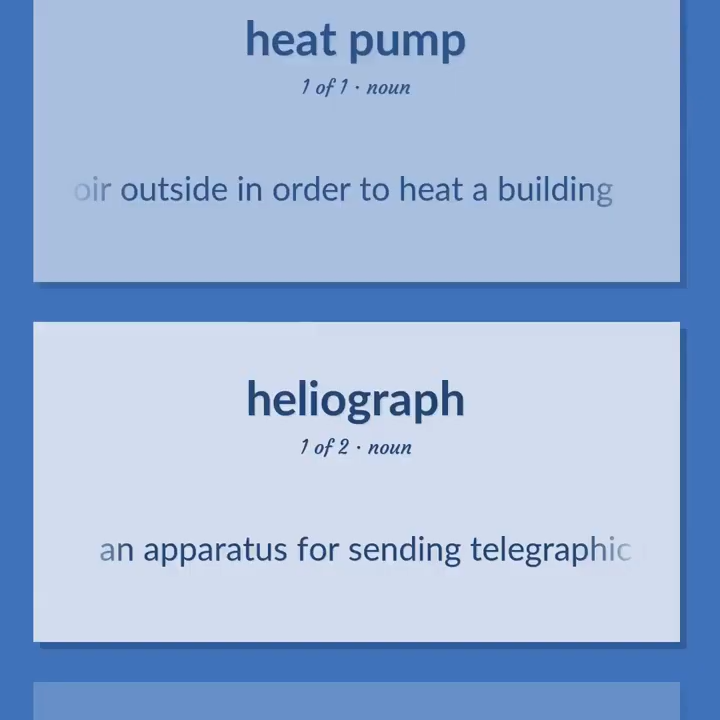 heat pump
1 of 1 · noun
oir outside in order to heat a building
heliograph
1 of 2 · noun
an apparatus for sending telegraphic